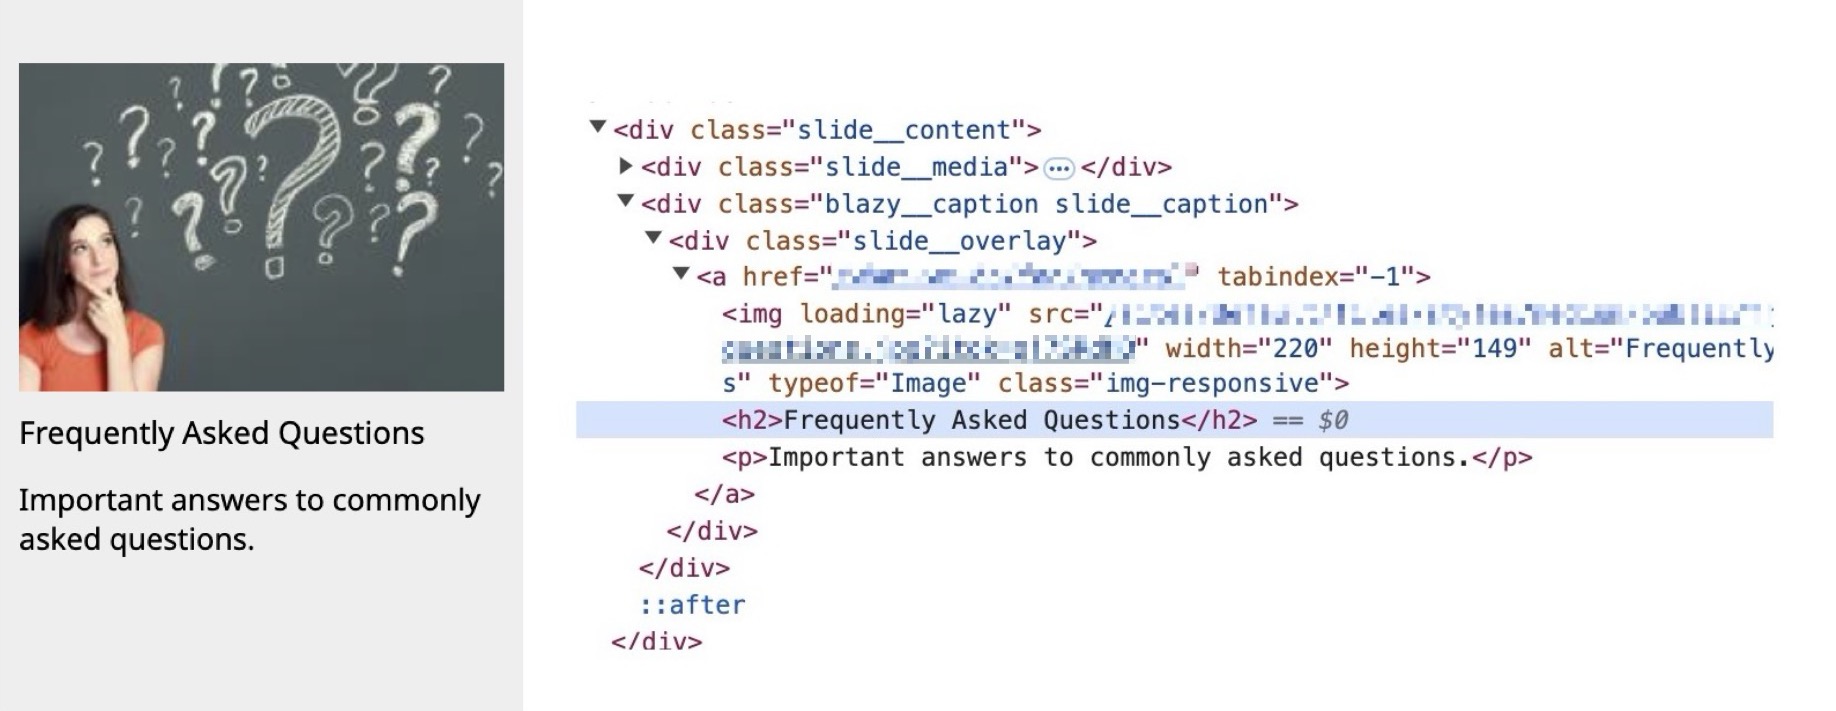 Frequently Asked Questions
Important answers to commonly
asked questions.
<div class="slide__content">
<div class="slide__media"> ••• </div>
<div class="blazy__caption slide__caption">
<div class="slide__overlay">
<a href=" " tabindex="-1">
<img loading="lazy" src="/
" width="220" height="149" alt="Frequently
s" typeof="Image" class="img-responsive">
<h2>Frequently Asked Questions</h2> == $0
<p>Important answers to commonly asked questions.</p>
</a>
</div>
</div>
::after
</div>